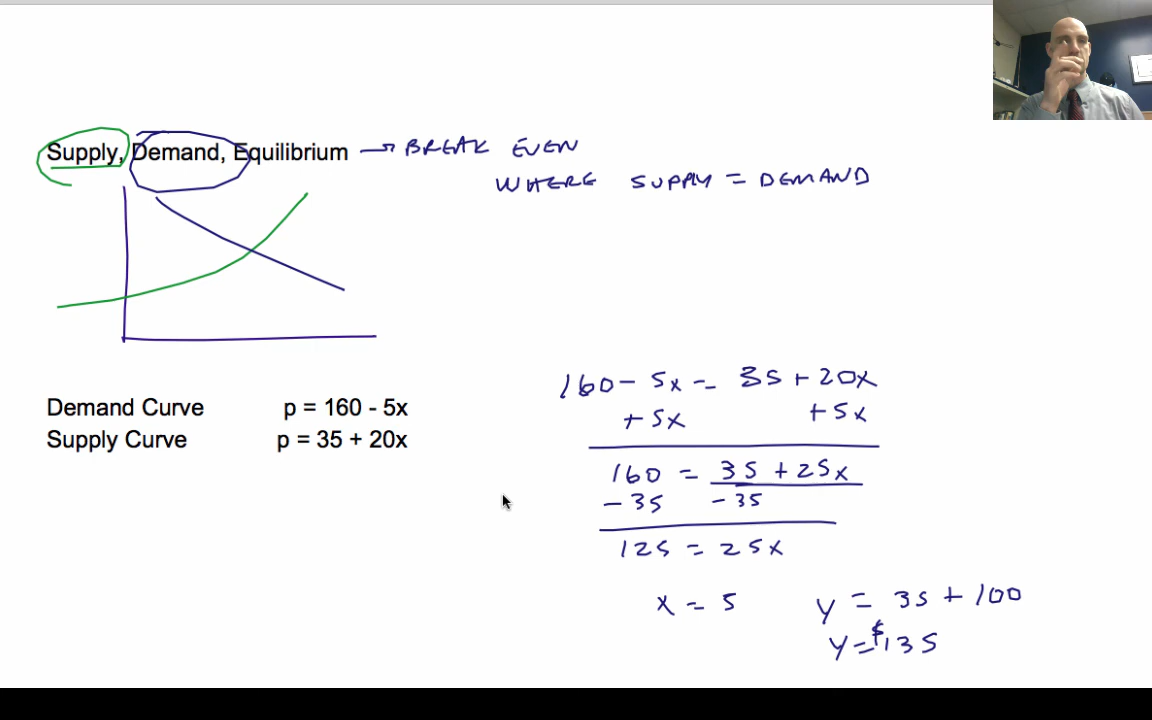 Supply, Demand, Equilibrium → BREAK EVEN
WHERE SUPPLY = DEMAND
Demand Curve p = 160 - 5x
Supply Curve p = 35 + 20x
160 - 5x = 35 + 20x
+ 5x + 5x
160 = 35 + 25x
- 35 - 35
125 = 25x
x = 5
y = 35 + 100
y = $135